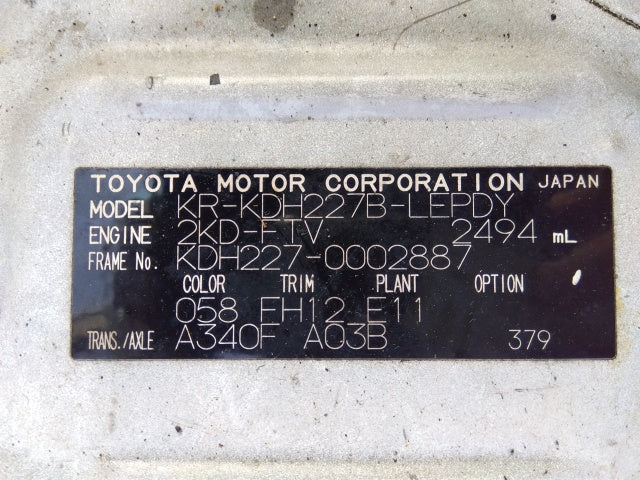 TOYOTA MOTOR CORPORATION JAPAN
MODEL KR-KDH227B-LEPDY
ENGINE 2KD-FTV 2494 mL
FRAME No. KDH227-0002887
COLOR TRIM PLANT OPTION
058 FH12 E11
TRANS./AXLE A340F A03B 379